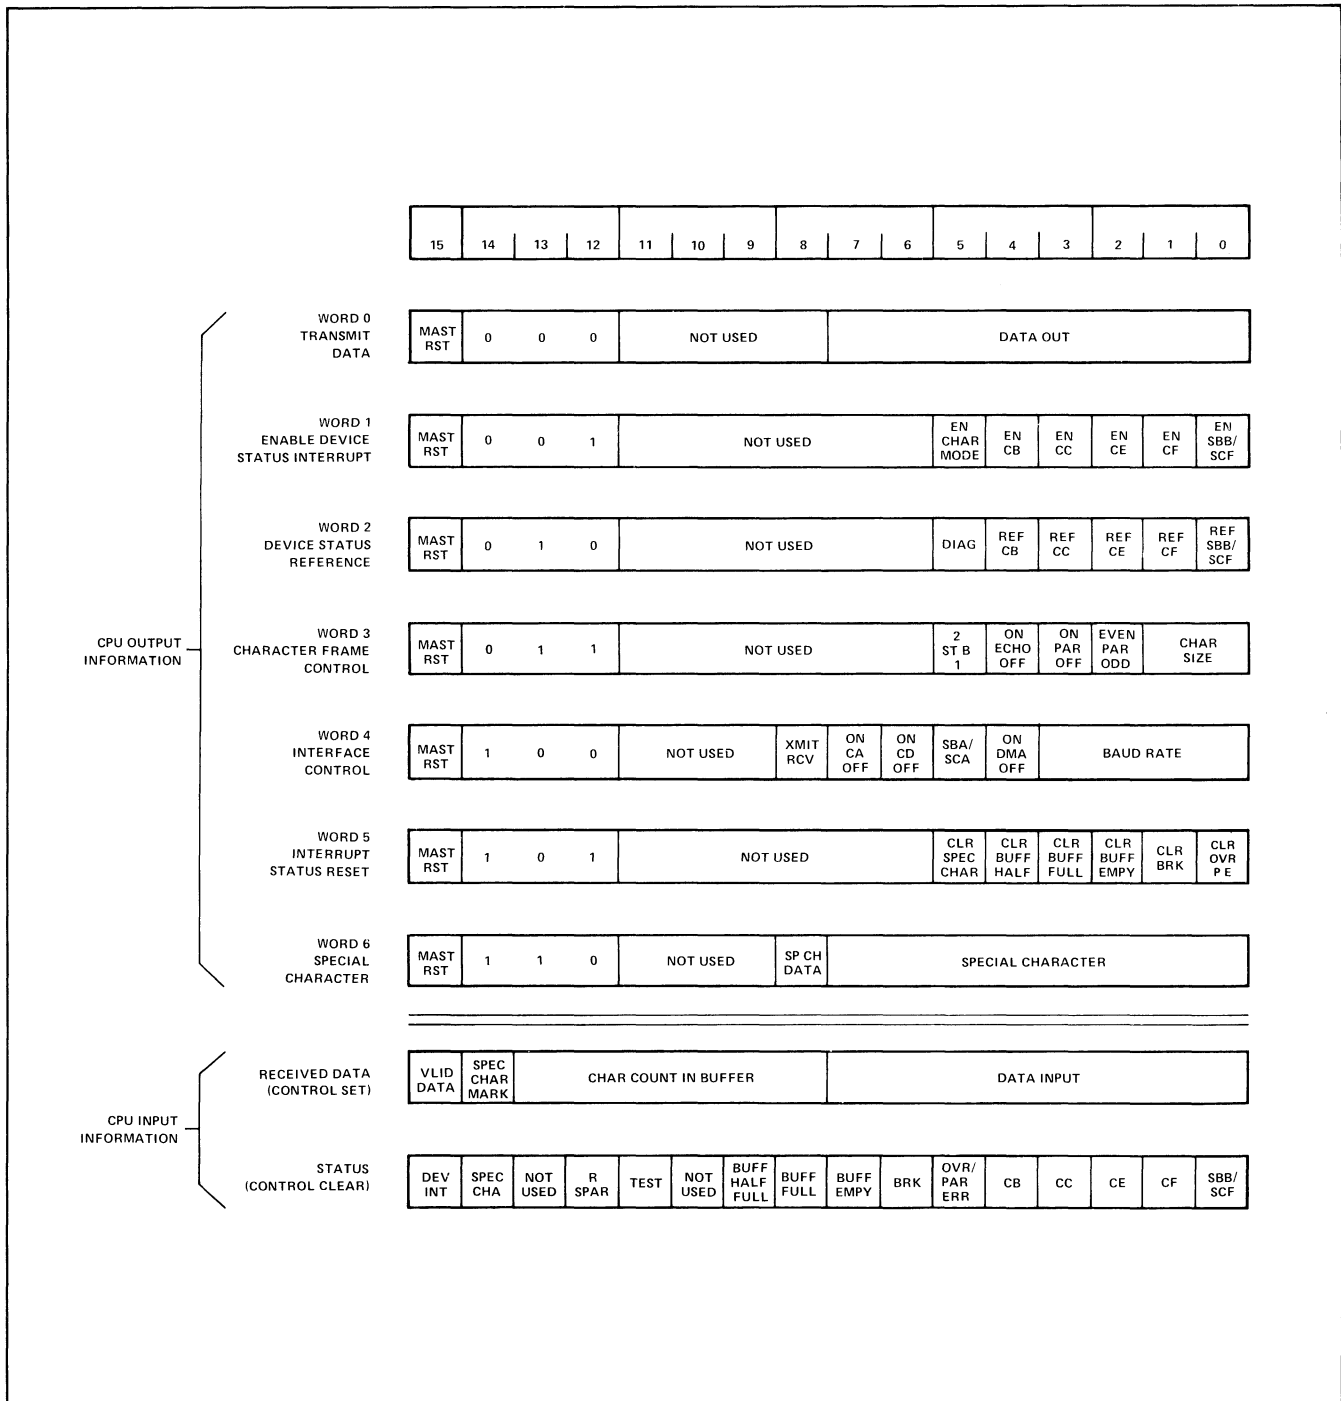 15 14 13 12 11 10 9 8 7 6 5 4 3 2 1 0
WORD 0
TRANSMIT
DATA
MAST
RST
0 0 0
NOT USED
DATA OUT
WORD 1
ENABLE DEVICE
STATUS INTERRUPT
MAST
RST
0 0 1
NOT USED
EN
CHAR
MODE
EN
CB
EN
CC
EN
CE
EN
CF
EN
SBB/
SCF
WORD 2
DEVICE STATUS
REFERENCE
MAST
RST
0 1 0
NOT USED
DIAG
REF
CB
REF
CC
REF
CE
REF
CF
REF
SBB/
SCF
CPU OUTPUT
INFORMATION
WORD 3
CHARACTER FRAME
CONTROL
MAST
RST
0 1 1
NOT USED
2
ST B
1
ON
ECHO
OFF
ON
PAR
OFF
EVEN
PAR
ODD
CHAR
SIZE
WORD 4
INTERFACE
CONTROL
MAST
RST
1 0 0
NOT USED
XMIT
RCV
ON
CA
OFF
ON
CD
OFF
SBA/
SCA
ON
DMA
OFF
BAUD RATE
WORD 5
INTERRUPT
STATUS RESET
MAST
RST
1 0 1
NOT USED
CLR
SPEC
CHAR
CLR
BUFF
HALF
CLR
BUFF
FULL
CLR
BUFF
EMPY
CLR
BRK
CLR
OVR
P E
WORD 6
SPECIAL
CHARACTER
MAST
RST
1 1 0
NOT USED
SP CH
DATA
SPECIAL CHARACTER
CPU INPUT
INFORMATION
RECEIVED DATA
(CONTROL SET)
VLID
DATA
SPEC
CHAR
MARK
CHAR COUNT IN BUFFER
DATA INPUT
STATUS
(CONTROL CLEAR)
DEV
INT
SPEC
CHA
NOT
USED
R
SPAR
TEST
NOT
USED
BUFF
HALF
FULL
BUFF
FULL
BUFF
EMPY
BRK
OVR/
PAR
ERR
CB
CC
CE
CF
SBB/
SCF